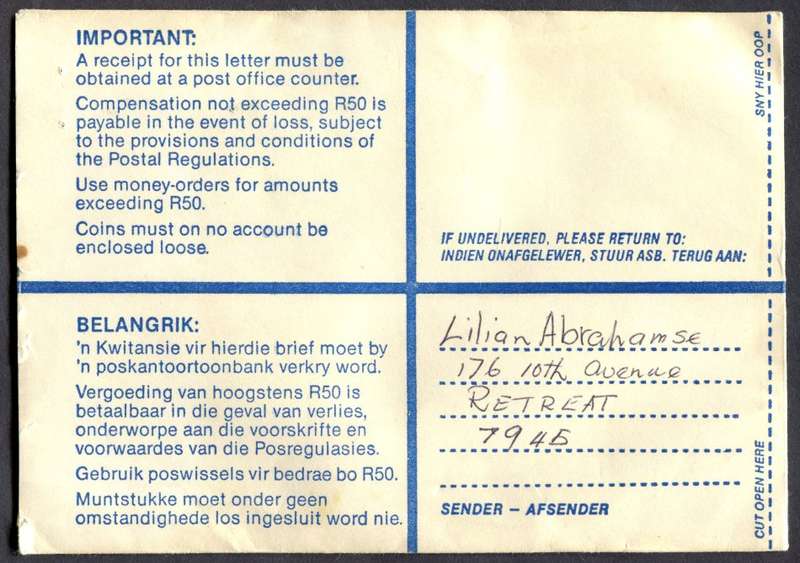 IMPORTANT:
A receipt for this letter must be
obtained at a post office counter.
Compensation not exceeding R50 is
payable in the event of loss, subject
to the provisions and conditions of
the Postal Regulations.
Use money-orders for amounts
exceeding R50.
Coins must on no account be
enclosed loose.
IF UNDELIVERED, PLEASE RETURN TO:
INDIEN ONAFGELEWER, STUUR ASB. TERUG AAN:
SNY HIER OOP
BELANGRIK:
'n Kwitansie vir hierdie brief moet by
'n poskantoortoonbank verkry word.
Vergoeding van hoogstens R50 is
betaalbaar in die geval van verlies,
onderworpe aan die voorskrifte en
voorwaardes van die Posregulasies.
Gebruik poswissels vir bedrae bo R50.
Muntstukke moet onder geen
omstandighede los ingesluit word nie.
Lilian Abrahamse
176 10th Avenue
RETREAT
7945
SENDER – AFSENDER
CUT OPEN HERE